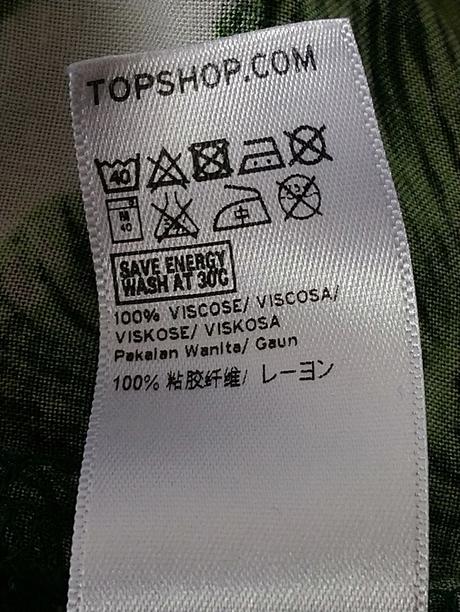 TOPSHOP.COM
40
40
SAVE ENERGY
WASH AT 30C
100% VISCOSE/ VISCOSA/
VISKOSE/ VISKOSA
Pakaian Wanita/ Gaun
100% 粘胶纤维/ レーヨン